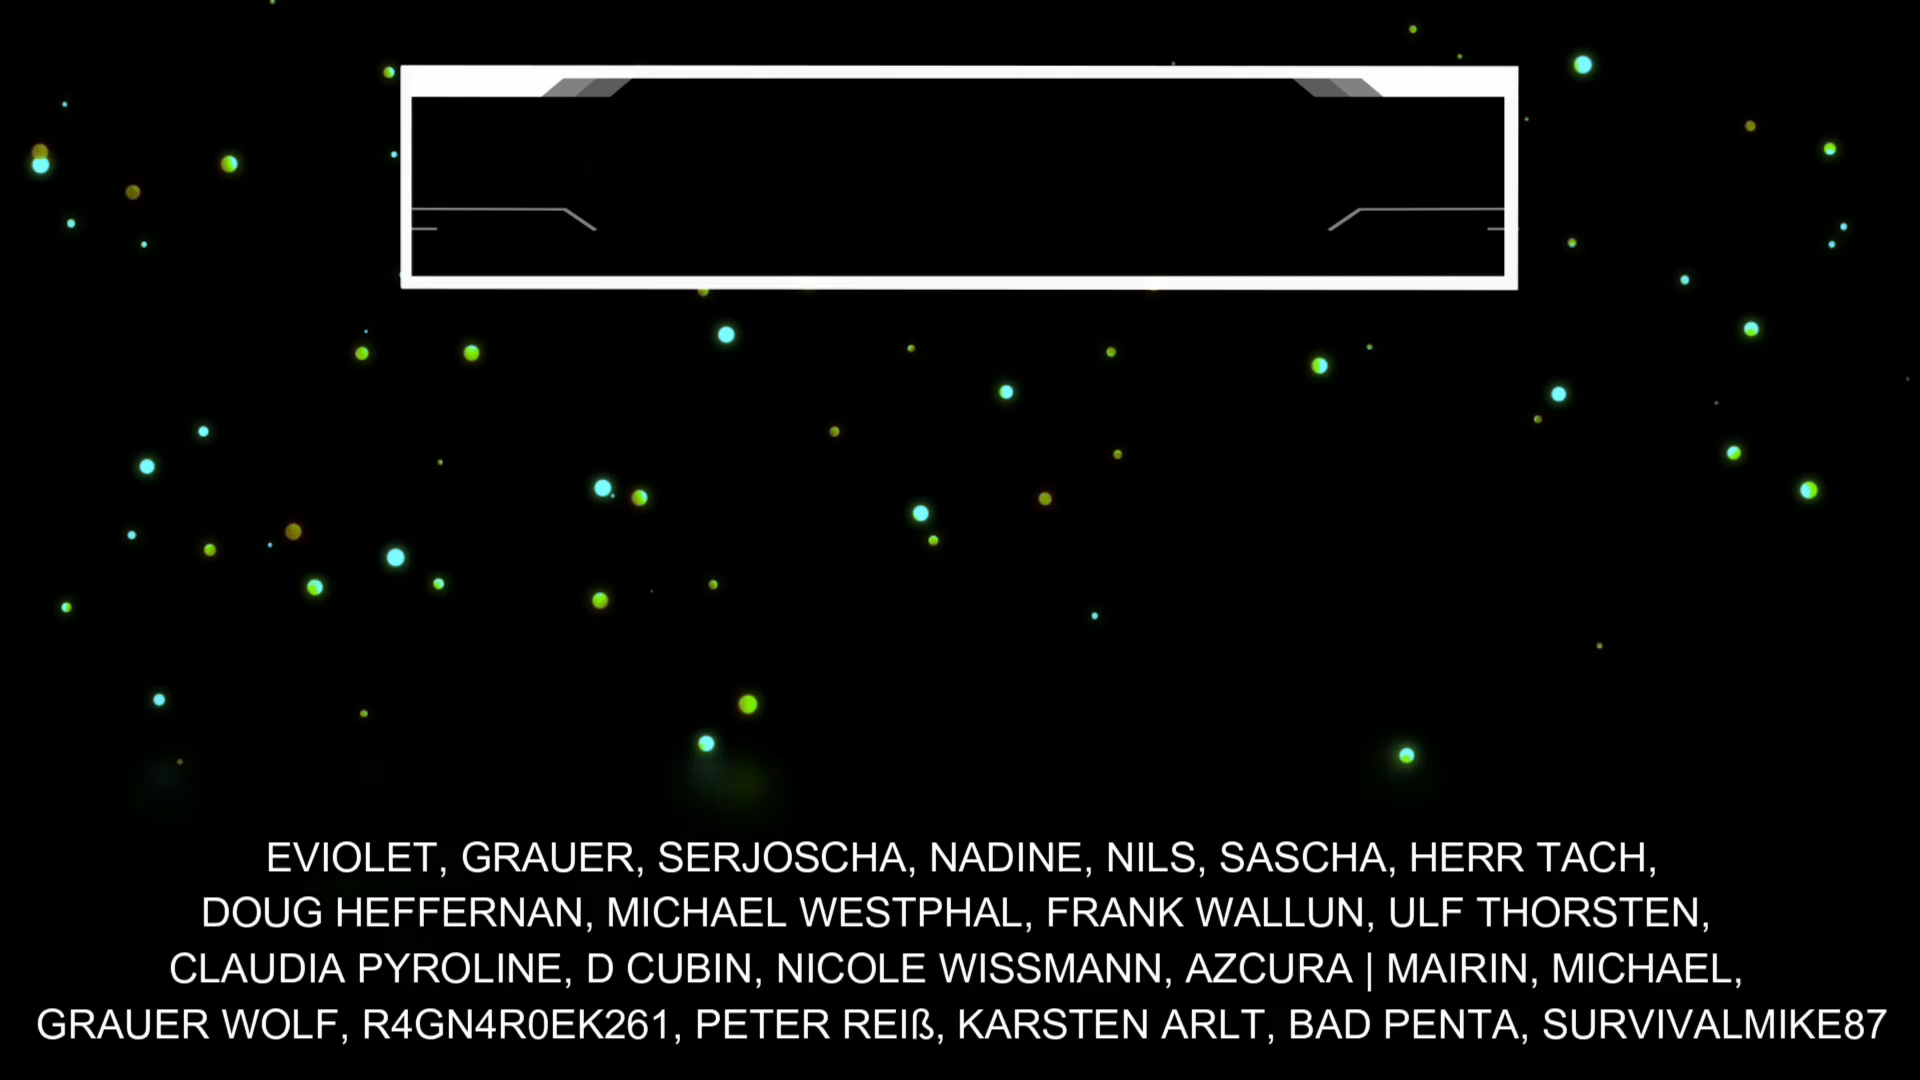 EVIOLET, GRAUER, SERJOSCHA, NADINE, NILS, SASCHA, HERR TACH,
DOUG HEFFERNAN, MICHAEL WESTPHAL, FRANK WALLUN, ULF THORSTEN,
CLAUDIA PYROLINE, D CUBIN, NICOLE WISSMANN, AZCURA | MAIRIN, MICHAEL,
GRAUER WOLF, R4GN4R0EK261, PETER REIß, KARSTEN ARLT, BAD PENTA, SURVIVALMIKE87